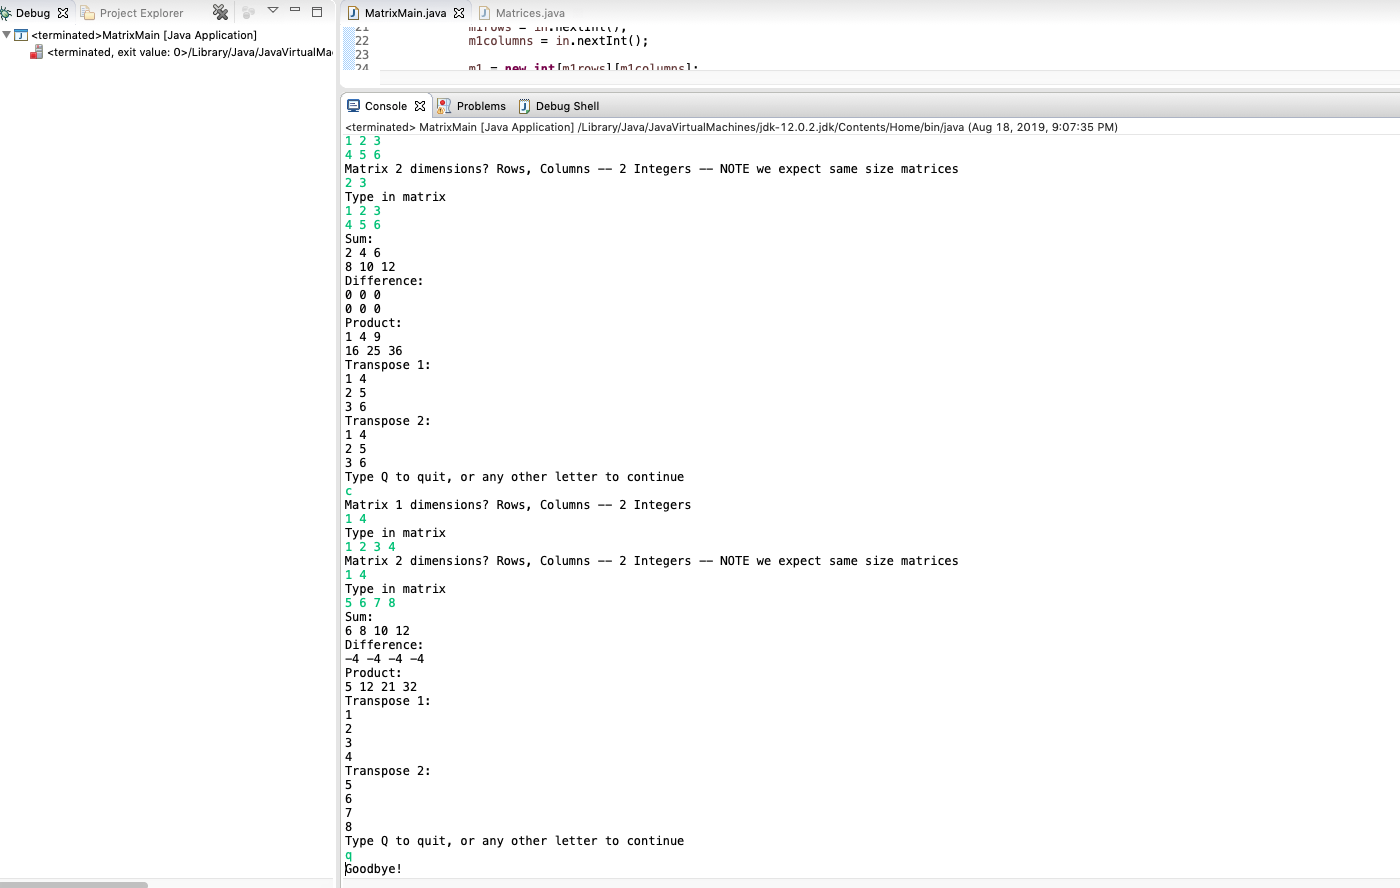 Debug Project Explorer
<terminated>MatrixMain [Java Application]
<terminated, exit value: 0>/Library/Java/JavaVirtualMa
MatrixMain.java Matrices.java
21 m1rows = in.nextInt();
22 m1columns = in.nextInt();
23
24 m1 = new int[m1rows][m1columns];
Console Problems Debug Shell
<terminated> MatrixMain [Java Application] /Library/Java/JavaVirtualMachines/jdk-12.0.2.jdk/Contents/Home/bin/java (Aug 18, 2019, 9:07:35 PM)
1 2 3
4 5 6
Matrix 2 dimensions? Rows, Columns -- 2 Integers -- NOTE we expect same size matrices
2 3
Type in matrix
1 2 3
4 5 6
Sum:
2 4 6
8 10 12
Difference:
0 0 0
0 0 0
Product:
1 4 9
16 25 36
Transpose 1:
1 4
2 5
3 6
Transpose 2:
1 4
2 5
3 6
Type Q to quit, or any other letter to continue
c
Matrix 1 dimensions? Rows, Columns -- 2 Integers
1 4
Type in matrix
1 2 3 4
Matrix 2 dimensions? Rows, Columns -- 2 Integers -- NOTE we expect same size matrices
1 4
Type in matrix
5 6 7 8
Sum:
6 8 10 12
Difference:
-4 -4 -4 -4
Product:
5 12 21 32
Transpose 1:
1
2
3
4
Transpose 2:
5
6
7
8
Type Q to quit, or any other letter to continue
q
Goodbye!